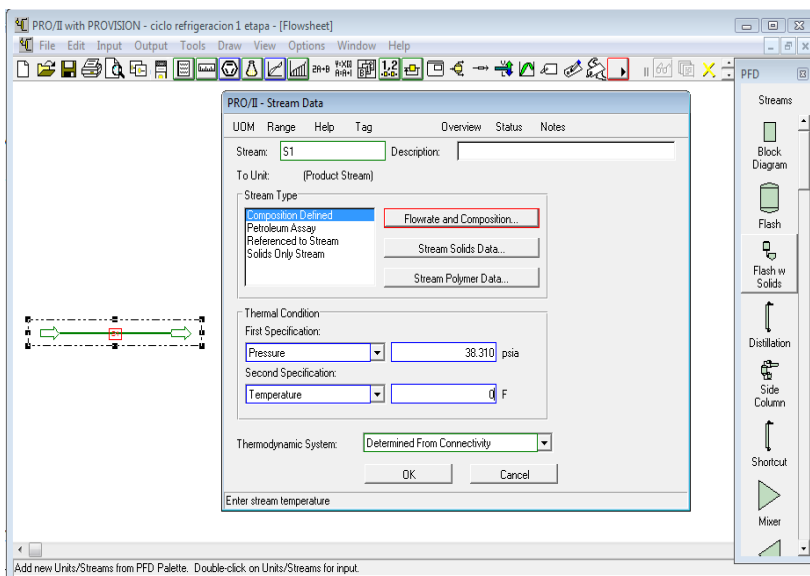 PRO/II with PROVISION - ciclo refrigeracion 1 etapa - [Flowsheet]
File Edit Input Output Tools Draw View Options Window Help
PFD
PRO/II - Stream Data
UOM Range Help Tag Overview Status Notes
Stream: S1 Description:
To Unit: (Product Stream)
Stream Type
Composition Defined
Petroleum Assay
Referenced to Stream
Solids Only Stream
Flowrate and Composition...
Stream Solids Data...
Stream Polymer Data...
Thermal Condition
First Specification:
Pressure 38.310 psia
Second Specification:
Temperature 0 F
Thermodynamic System: Determined From Connectivity
OK Cancel
Enter stream temperature
Streams
Block
Diagram
Flash
Flash w
Solids
Distillation
Side
Column
Shortcut
Mixer
Add new Units/Streams from PFD Palette. Double-click on Units/Streams for input.